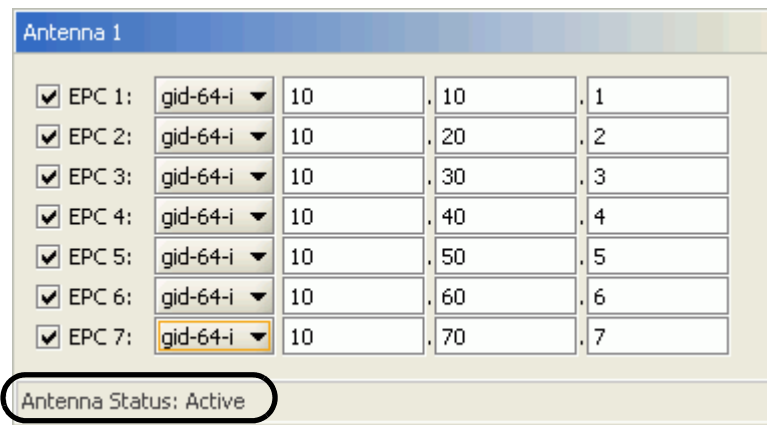 Antenna 1
EPC 1: gid-64-i 10 . 10 . 1
EPC 2: gid-64-i 10 . 20 . 2
EPC 3: gid-64-i 10 . 30 . 3
EPC 4: gid-64-i 10 . 40 . 4
EPC 5: gid-64-i 10 . 50 . 5
EPC 6: gid-64-i 10 . 60 . 6
EPC 7: gid-64-i 10 . 70 . 7
Antenna Status: Active